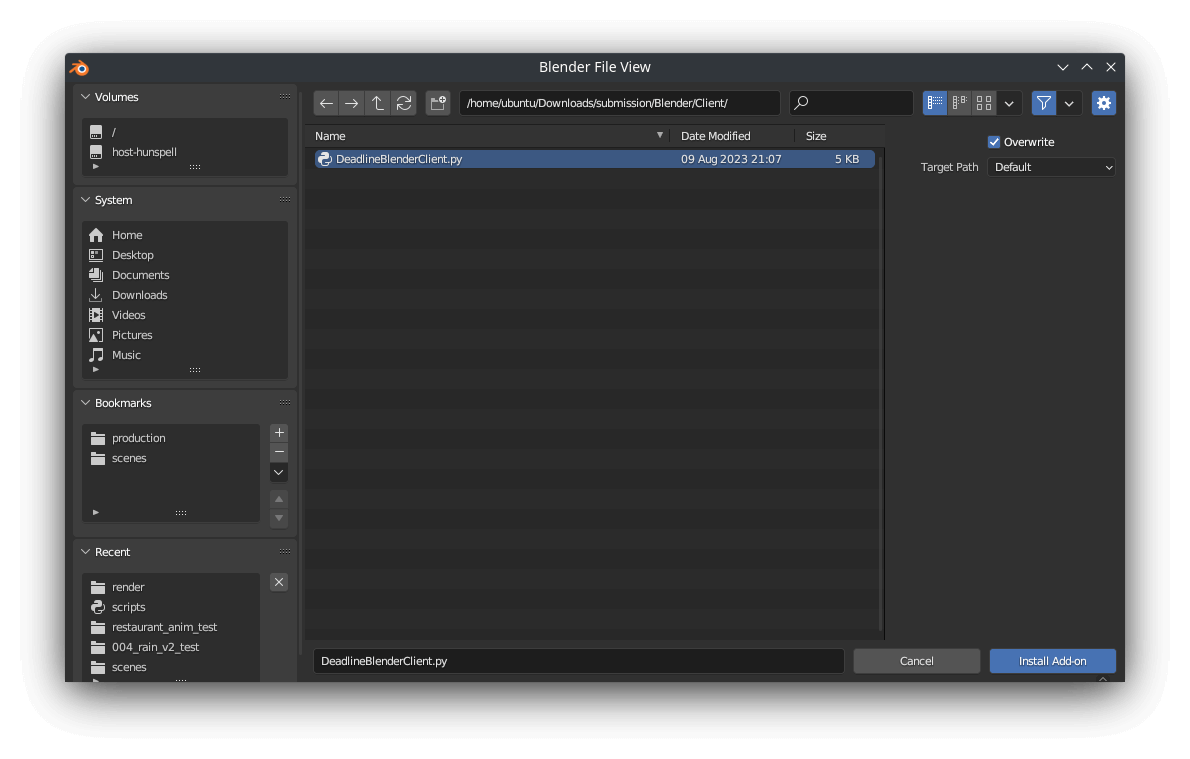 Blender File View
Volumes
/
host-hunspell
System
Home
Desktop
Documents
Downloads
Videos
Pictures
Music
Bookmarks
production
scenes
Recent
render
scripts
restaurant_anim_test
004_rain_v2_test
scenes
/home/ubuntu/Downloads/submission/Blender/Client/
Name Date Modified Size
DeadlineBlenderClient.py 09 Aug 2023 21:07 5 KB
Overwrite
Target Path Default
DeadlineBlenderClient.py Cancel Install Add-on